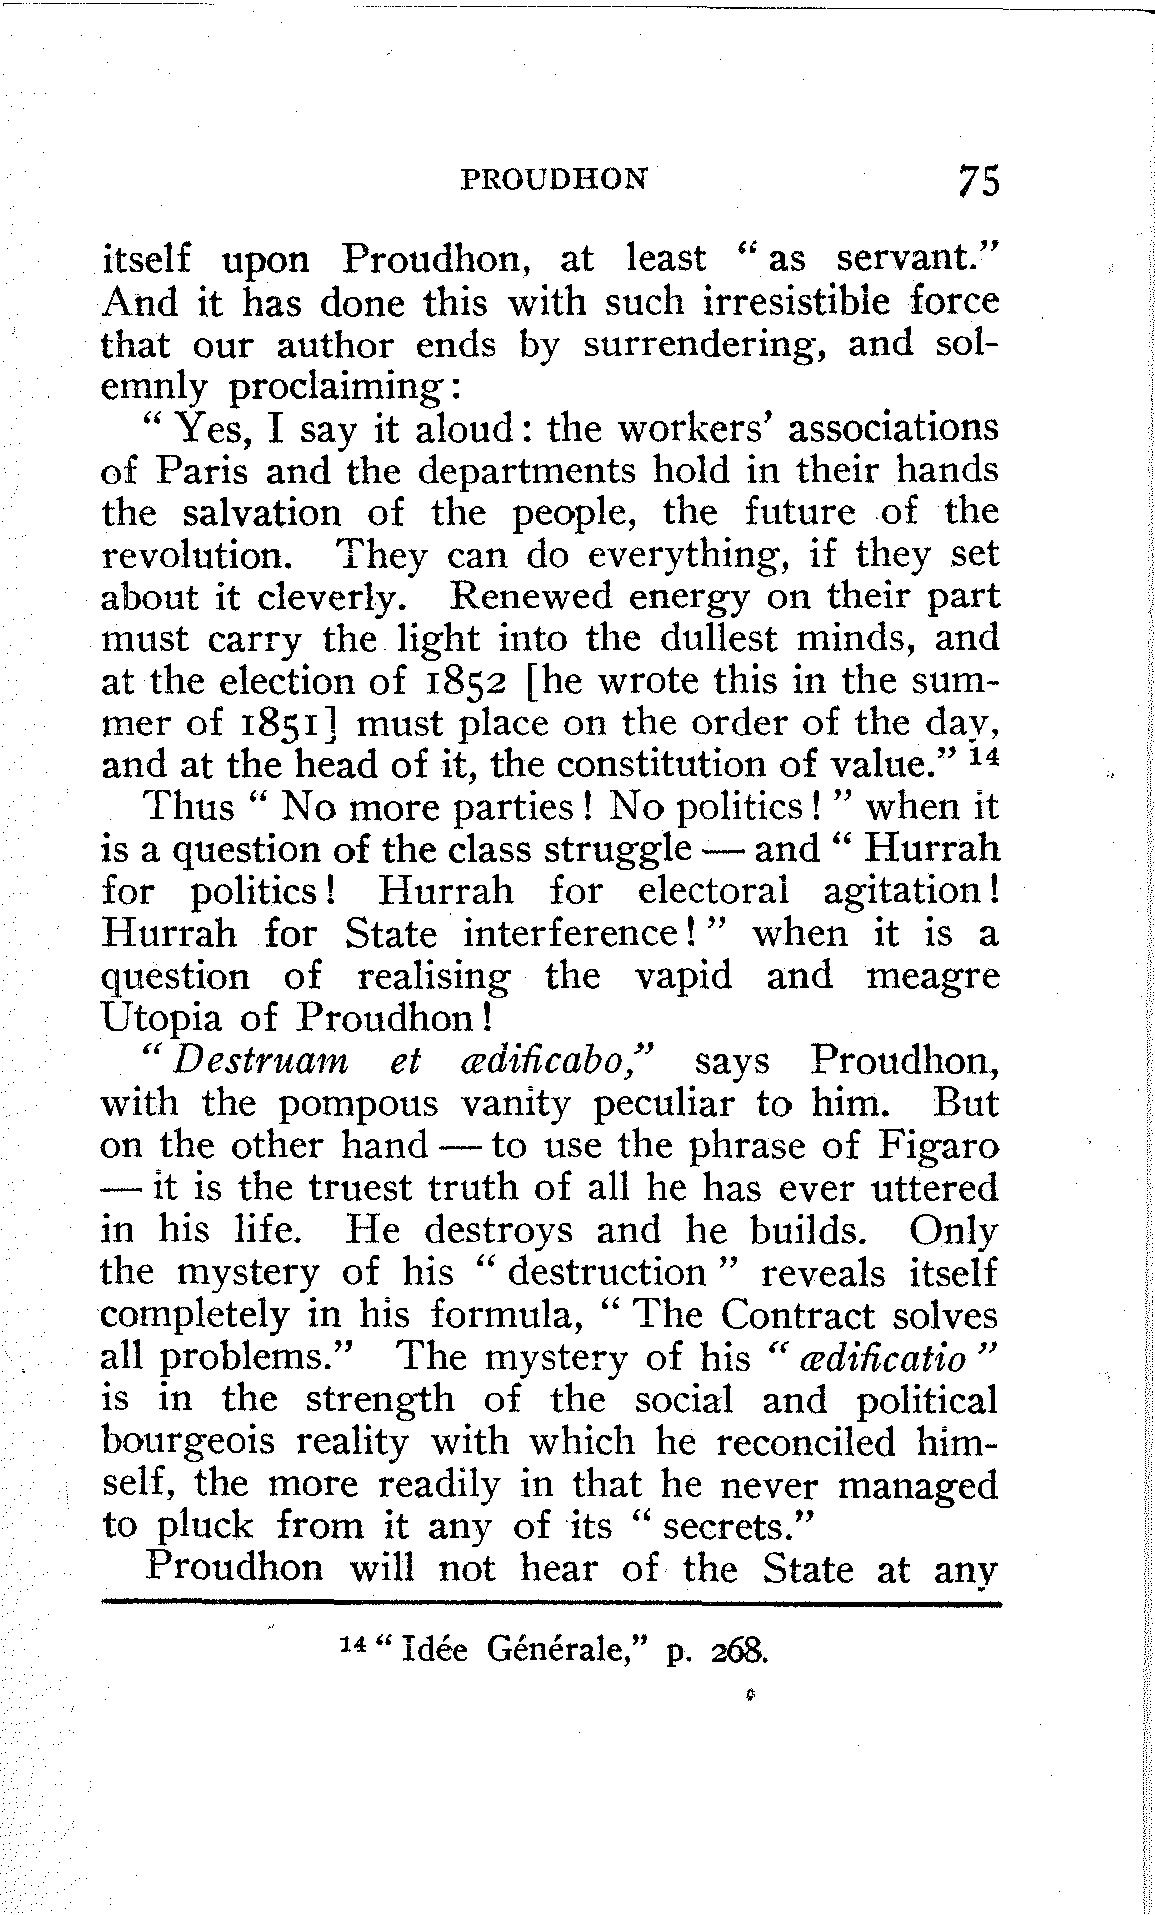 PROUDHON 75
itself upon Proudhon, at least “ as servant.”
And it has done this with such irresistible force
that our author ends by surrendering, and sol-
emnly proclaiming:
“ Yes, I say it aloud: the workers’ associations
of Paris and the departments hold in their hands
the salvation of the people, the future of the
revolution. They can do everything, if they set
about it cleverly. Renewed energy on their part
must carry the light into the dullest minds, and
at the election of 1852 [he wrote this in the sum-
mer of 1851] must place on the order of the day,
and at the head of it, the constitution of value.” 14
Thus “ No more parties! No politics! ” when it
is a question of the class struggle — and “ Hurrah
for politics! Hurrah for electoral agitation!
Hurrah for State interference! ” when it is a
question of realising the vapid and meagre
Utopia of Proudhon!
“ Destruam et ædificabo,” says Proudhon,
with the pompous vanity peculiar to him. But
on the other hand — to use the phrase of Figaro
— it is the truest truth of all he has ever uttered
in his life. He destroys and he builds. Only
the mystery of his “ destruction ” reveals itself
completely in his formula, “ The Contract solves
all problems.” The mystery of his “ ædificatio ”
is in the strength of the social and political
bourgeois reality with which he reconciled him-
self, the more readily in that he never managed
to pluck from it any of its “ secrets.”
Proudhon will not hear of the State at any
14 “ Idée Générale,” p. 268.